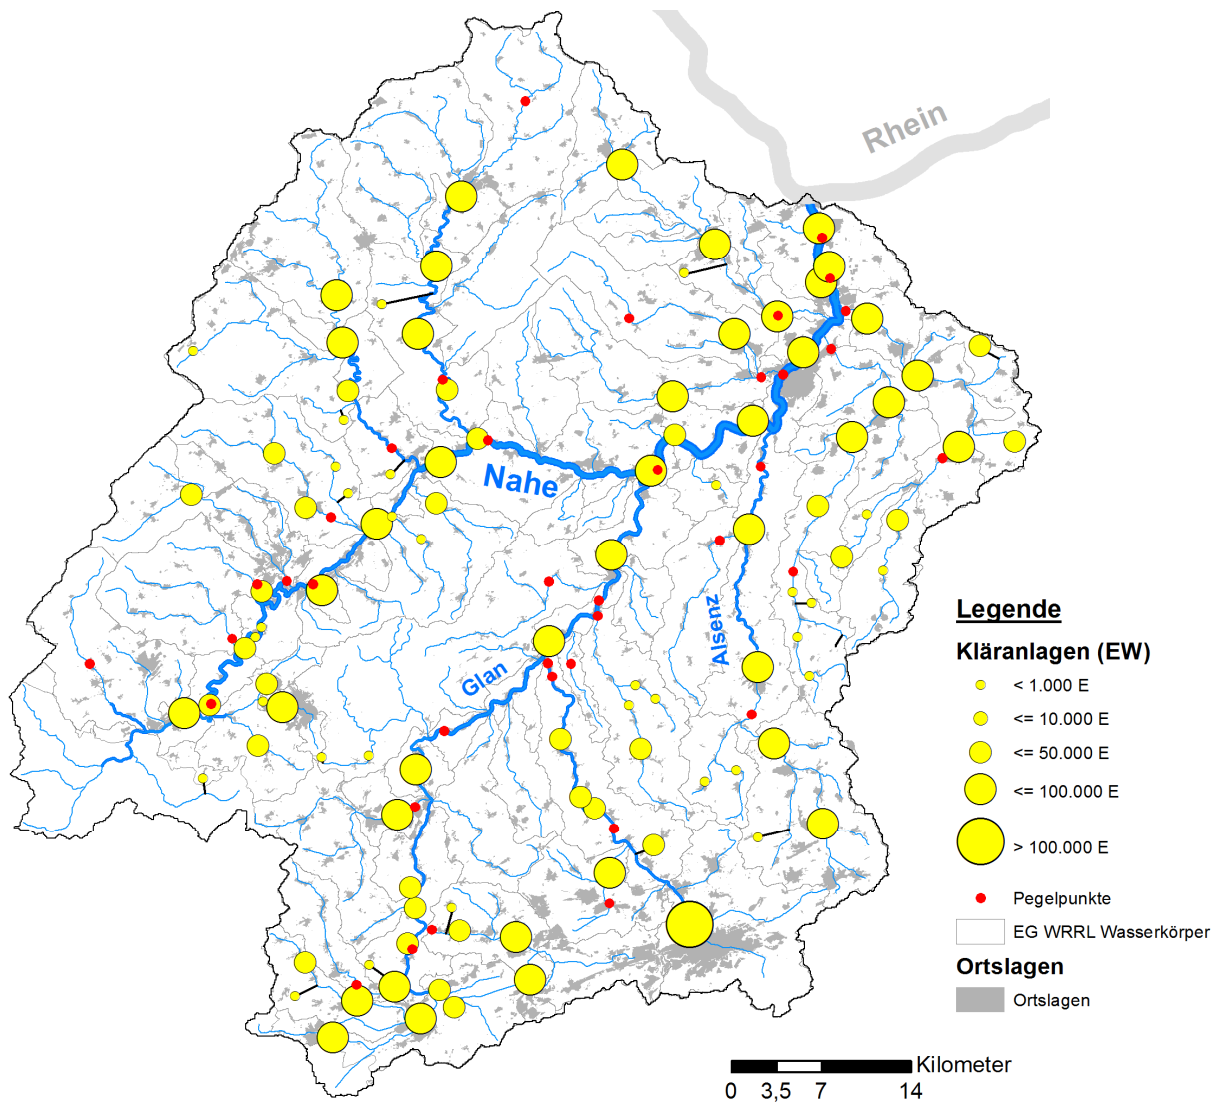 Rhein
Nahe
Alsenz
Glan
Legende
Kläranlagen (EW)
< 1.000 E
<= 10.000 E
<= 50.000 E
<= 100.000 E
> 100.000 E
Pegelpunkte
EG WRRL Wasserkörper
Ortslagen
Ortslagen
Kilometer
0 3,5 7 14